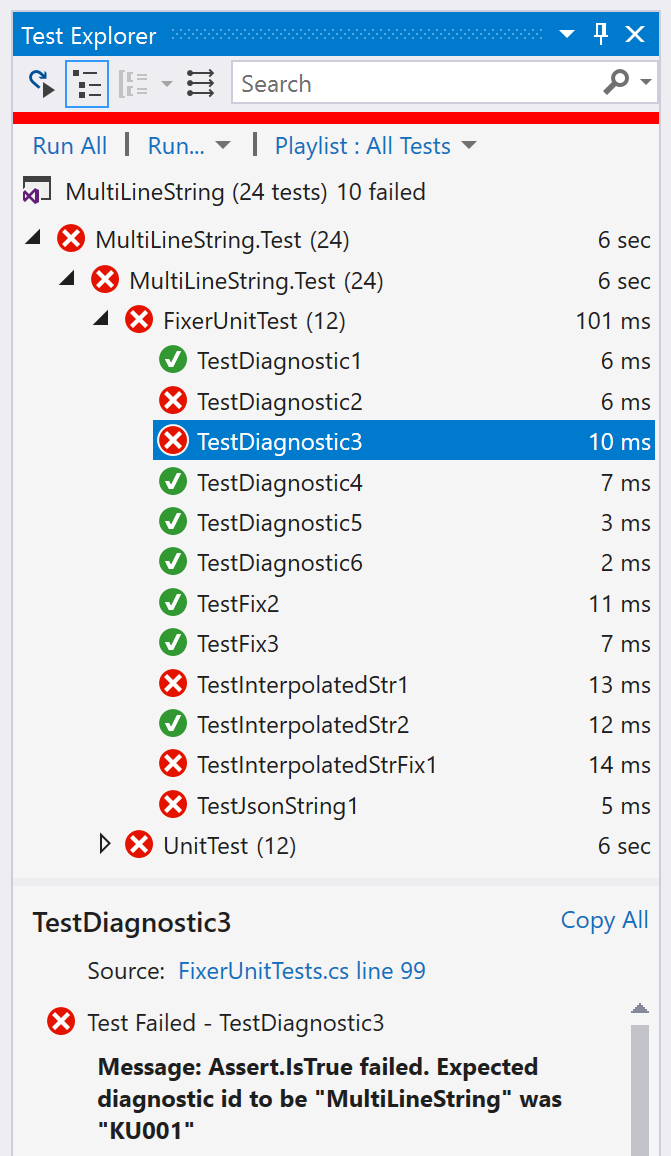 Test Explorer
Search
Run All | Run... | Playlist : All Tests
MultiLineString (24 tests) 10 failed
MultiLineString.Test (24) 6 sec
MultiLineString.Test (24) 6 sec
FixerUnitTest (12) 101 ms
TestDiagnostic1 6 ms
TestDiagnostic2 6 ms
TestDiagnostic3 10 ms
TestDiagnostic4 7 ms
TestDiagnostic5 3 ms
TestDiagnostic6 2 ms
TestFix2 11 ms
TestFix3 7 ms
TestInterpolatedStr1 13 ms
TestInterpolatedStr2 12 ms
TestInterpolatedStrFix1 14 ms
TestJsonString1 5 ms
UnitTest (12) 6 sec
TestDiagnostic3 Copy All
Source: FixerUnitTests.cs line 99
Test Failed - TestDiagnostic3
Message: Assert.IsTrue failed. Expected
diagnostic id to be "MultiLineString" was
"KU001"